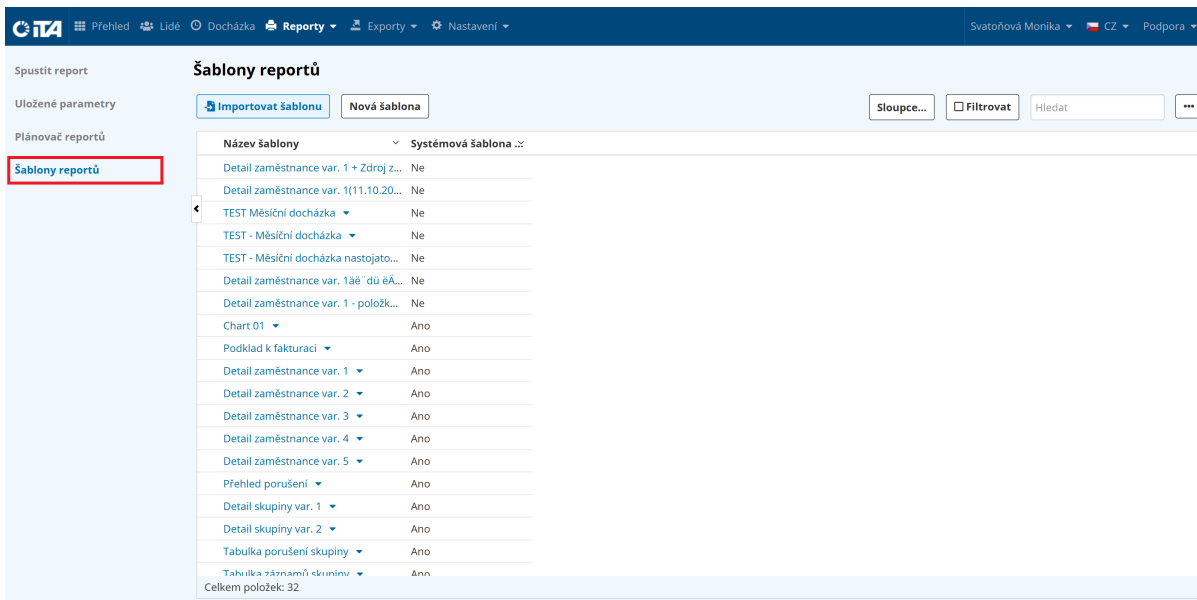 iTA Přehled Lidé Docházka Reporty Exporty Nastavení Svatoňová Monika CZ Podpora
Spustit report
Uložené parametry
Plánovač reportů
Šablony reportů
Šablony reportů
Importovat šablonu Nová šablona Sloupce... Filtrovat Hledat ...
Název šablony Systémová šablona ...
Detail zaměstnance var. 1 + Zdroj z... Ne
Detail zaměstnance var. 1(11.10.20... Ne
TEST Měsíční docházka Ne
TEST - Měsíční docházka Ne
TEST - Měsíční docházka nastojato... Ne
Detail zaměstnance var. 1äë¨dü ëÄ... Ne
Detail zaměstnance var. 1 - položk... Ne
Chart 01 Ano
Podklad k fakturaci Ano
Detail zaměstnance var. 1 Ano
Detail zaměstnance var. 2 Ano
Detail zaměstnance var. 3 Ano
Detail zaměstnance var. 4 Ano
Detail zaměstnance var. 5 Ano
Přehled porušení Ano
Detail skupiny var. 1 Ano
Detail skupiny var. 2 Ano
Tabulka porušení skupiny Ano
Tabulka záznamů skupiny Ano
Celkem položek: 32